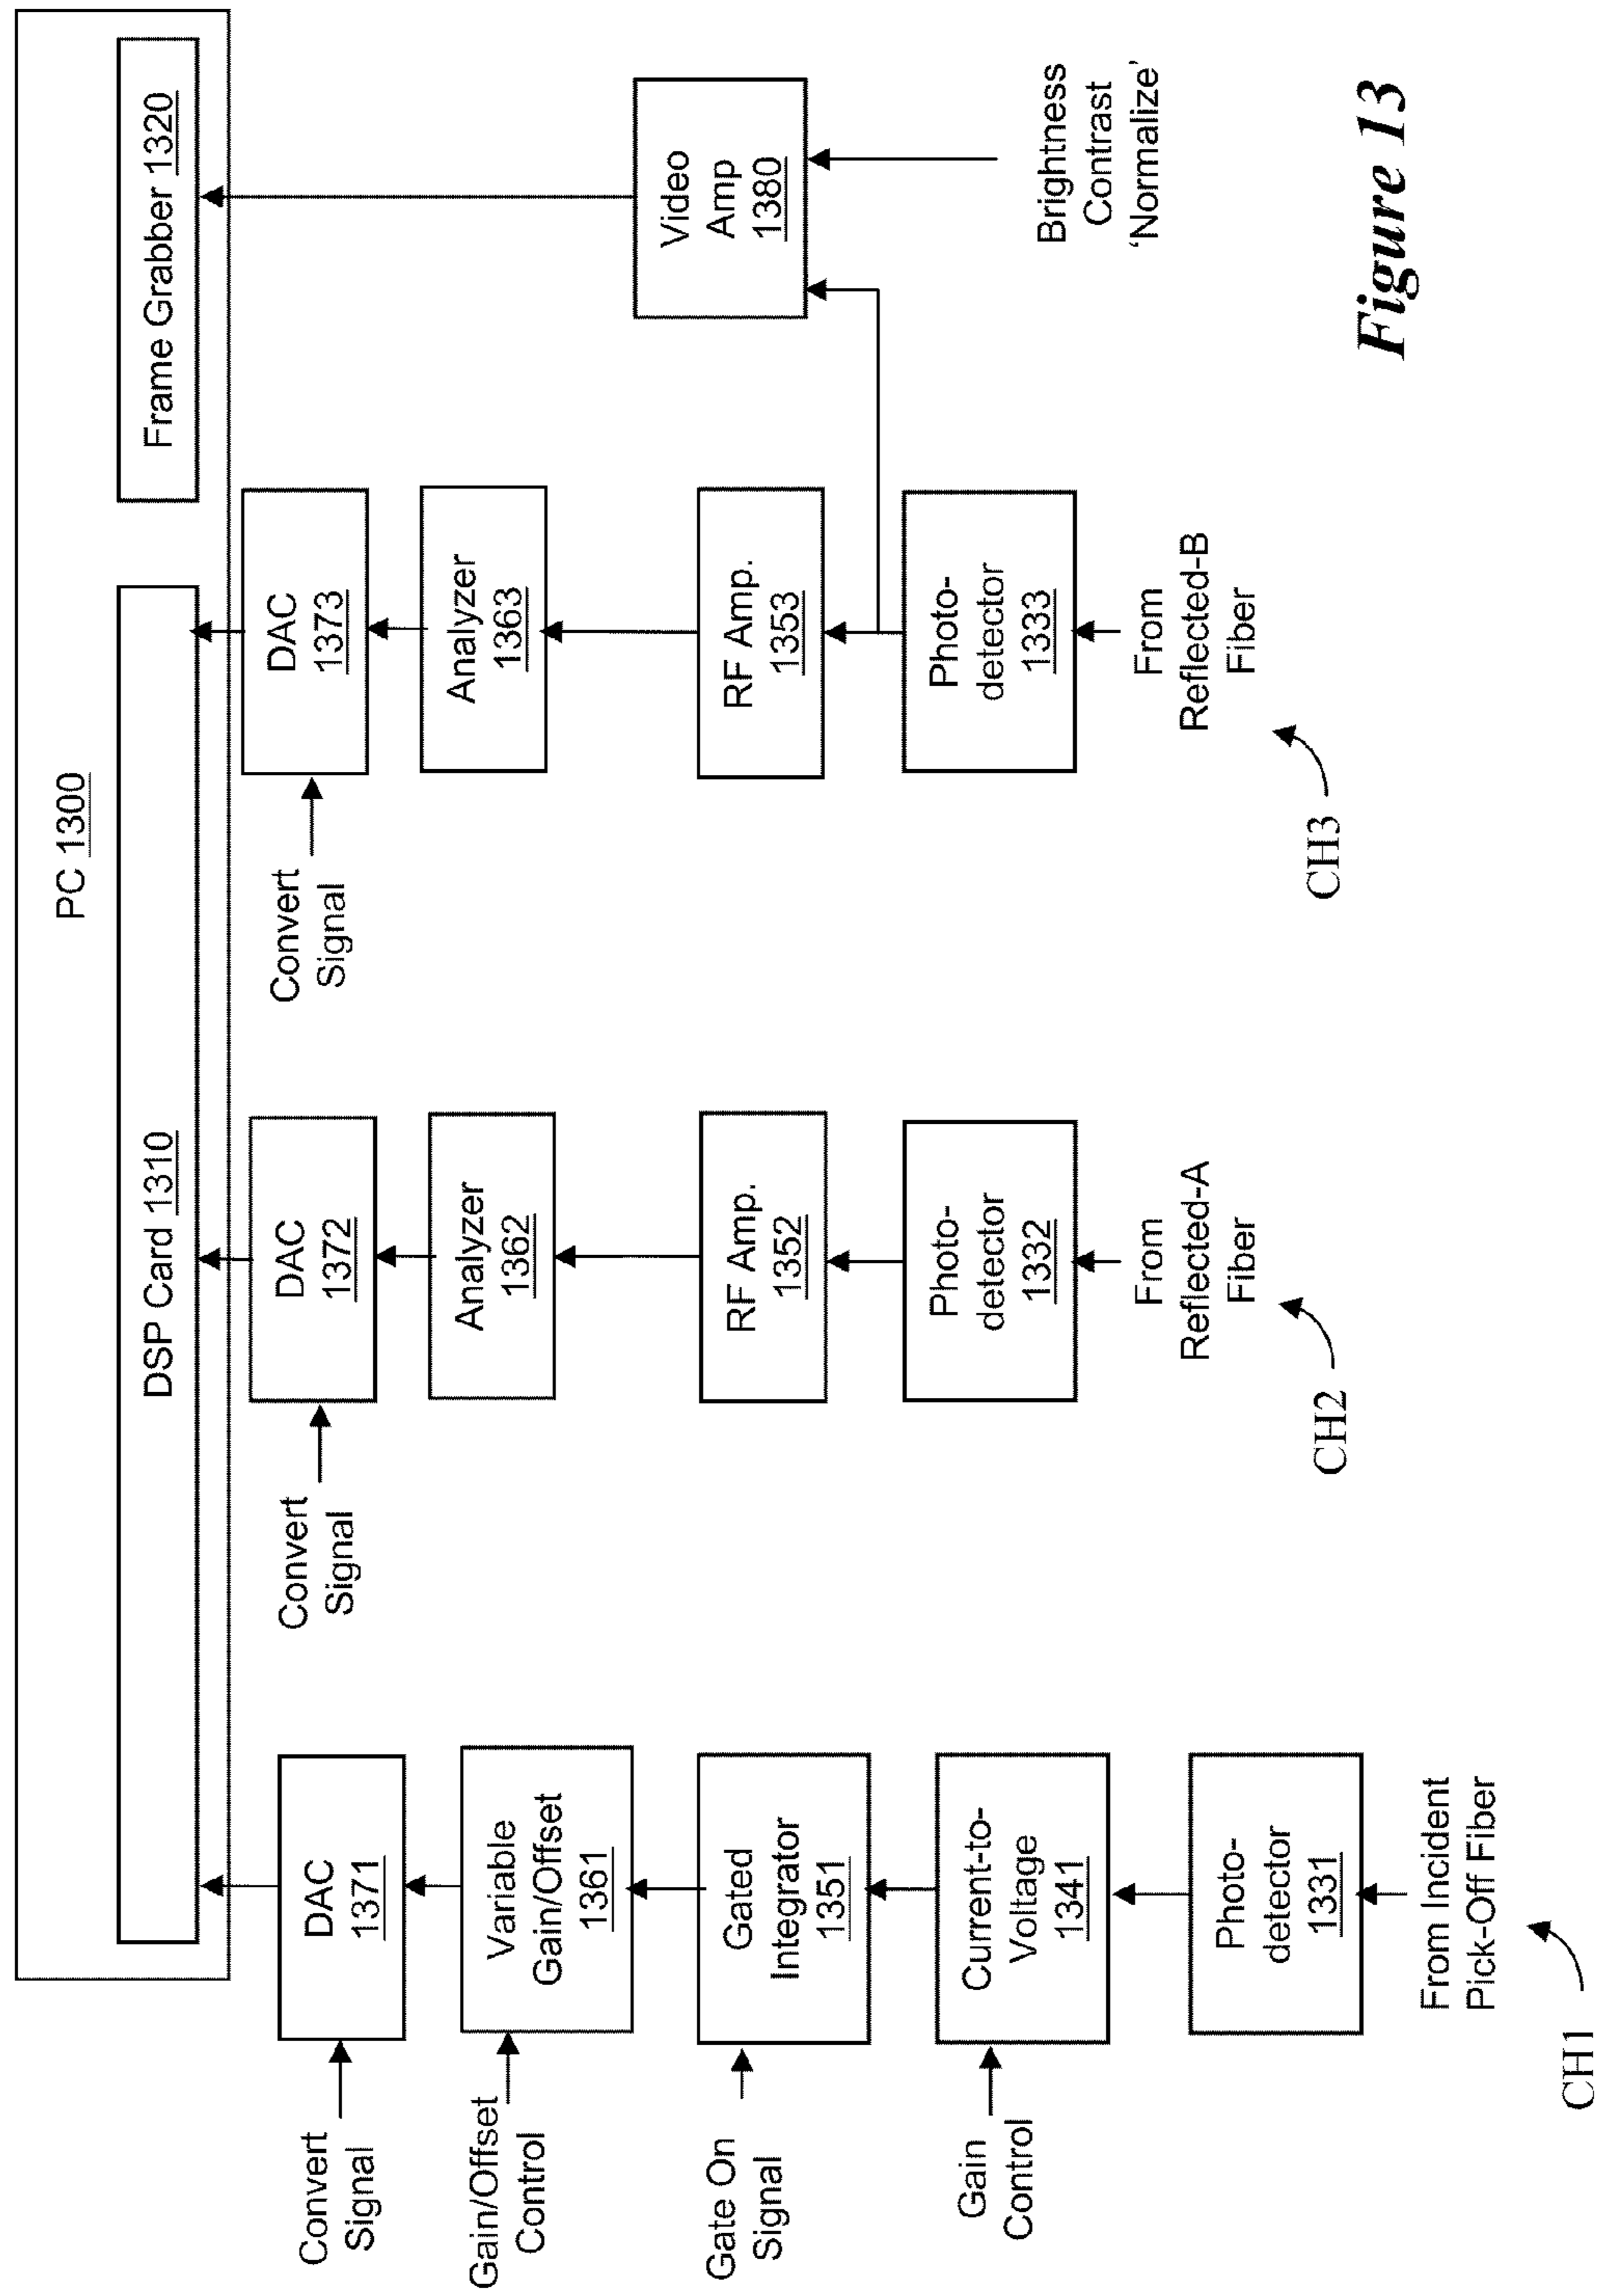 PC 1300
DSP Card 1310
Frame Grabber 1320
Convert
Signal
DAC
1371
Gain/Offset
Control
Variable
Gain/Offset
1361
Gate On
Signal
Gated
Integrator
1351
Gain
Control
Current-to-
Voltage
1341
Photo-
detector
1331
From Incident
Pick-Off Fiber
CH1
Convert
Signal
DAC
1372
Analyzer
1362
RF Amp.
1352
Photo-
detector
1332
From
Reflected-A
Fiber
CH2
Convert
Signal
DAC
1373
Analyzer
1363
RF Amp.
1353
Photo-
detector
1333
From
Reflected-B
Fiber
CH3
Video
Amp
1380
Brightness
Contrast
‘Normalize’
Figure 13